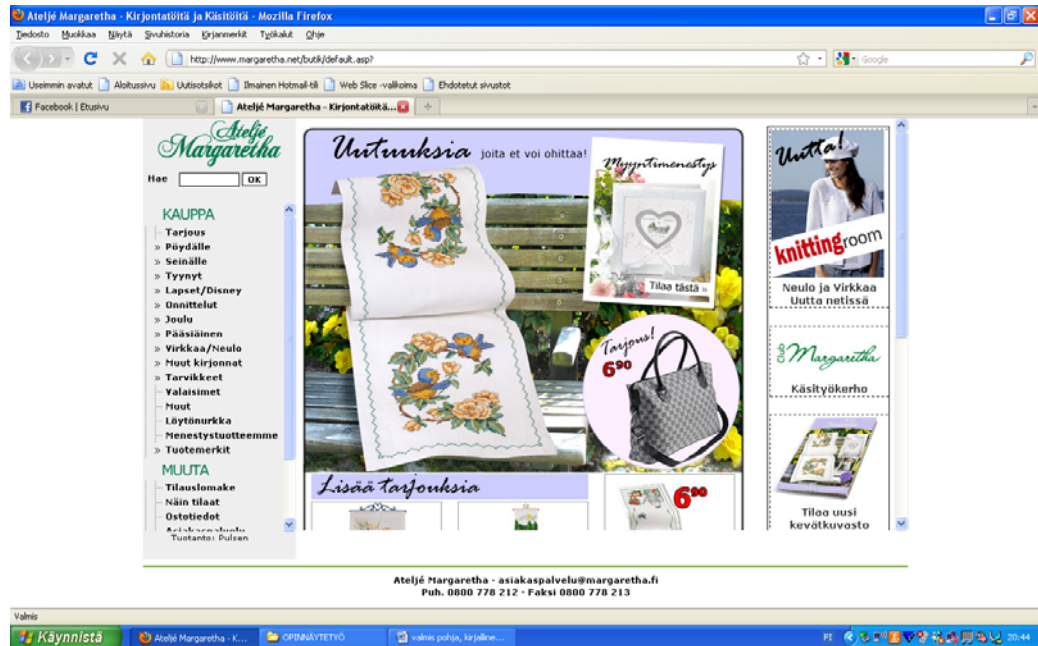 Ateljé Margaretha - Kirjontatöitä ja Käsitöitä - Mozilla Firefox
Tiedosto Muokkaa Näytä Sivuhistoria Kirjanmerkit Työkalut Ohje
http://www.margaretha.net/butik/default.asp?
Google
Useimmin avatut Aloitussivu Uutisotsikot Ilmainen Hotmail-tili Web Slice -valikoima Ehdotetut sivustot
Facebook | Etusivu
Ateljé Margaretha - Kirjontatöitä...
Ateljé
Margaretha
Hae OK
KAUPPA
Tarjous
» Pöydälle
» Seinälle
» Tyynyt
» Lapset/Disney
» Onnittelut
» Joulu
» Pääsiäinen
» Virkkaa/Neulo
» Muut kirjonnat
» Tarvikkeet
Valaisimet
Muut
Löytönurkka
Menestystuotteemme
» Tuotemerkit
MUUTA
Tilauslomake
Näin tilaat
Ostotiedot
Asiakaspalvelu
Tuotanto: Pulsen
Uutuuksia joita et voi ohittaa!
Myyntimenestys
Tilaa tästä »
Tarjous!
6⁹⁰
Lisää tarjouksia
6⁹⁰
Uutta!
knittingroom
Neulo ja Virkkaa
Uutta netissä
Club Margaretha
Käsityökerho
Tilaa uusi
kevätkuvasto
Ateljé Margaretha - asiakaspalvelu@margaretha.fi
Puh. 0800 778 212 · Faksi 0800 778 213
Valmis
Käynnistä
Ateljé Margaretha - K...
OPINNÄYTETYÖ
valmis pohja, kirjalline...
FI
20:44